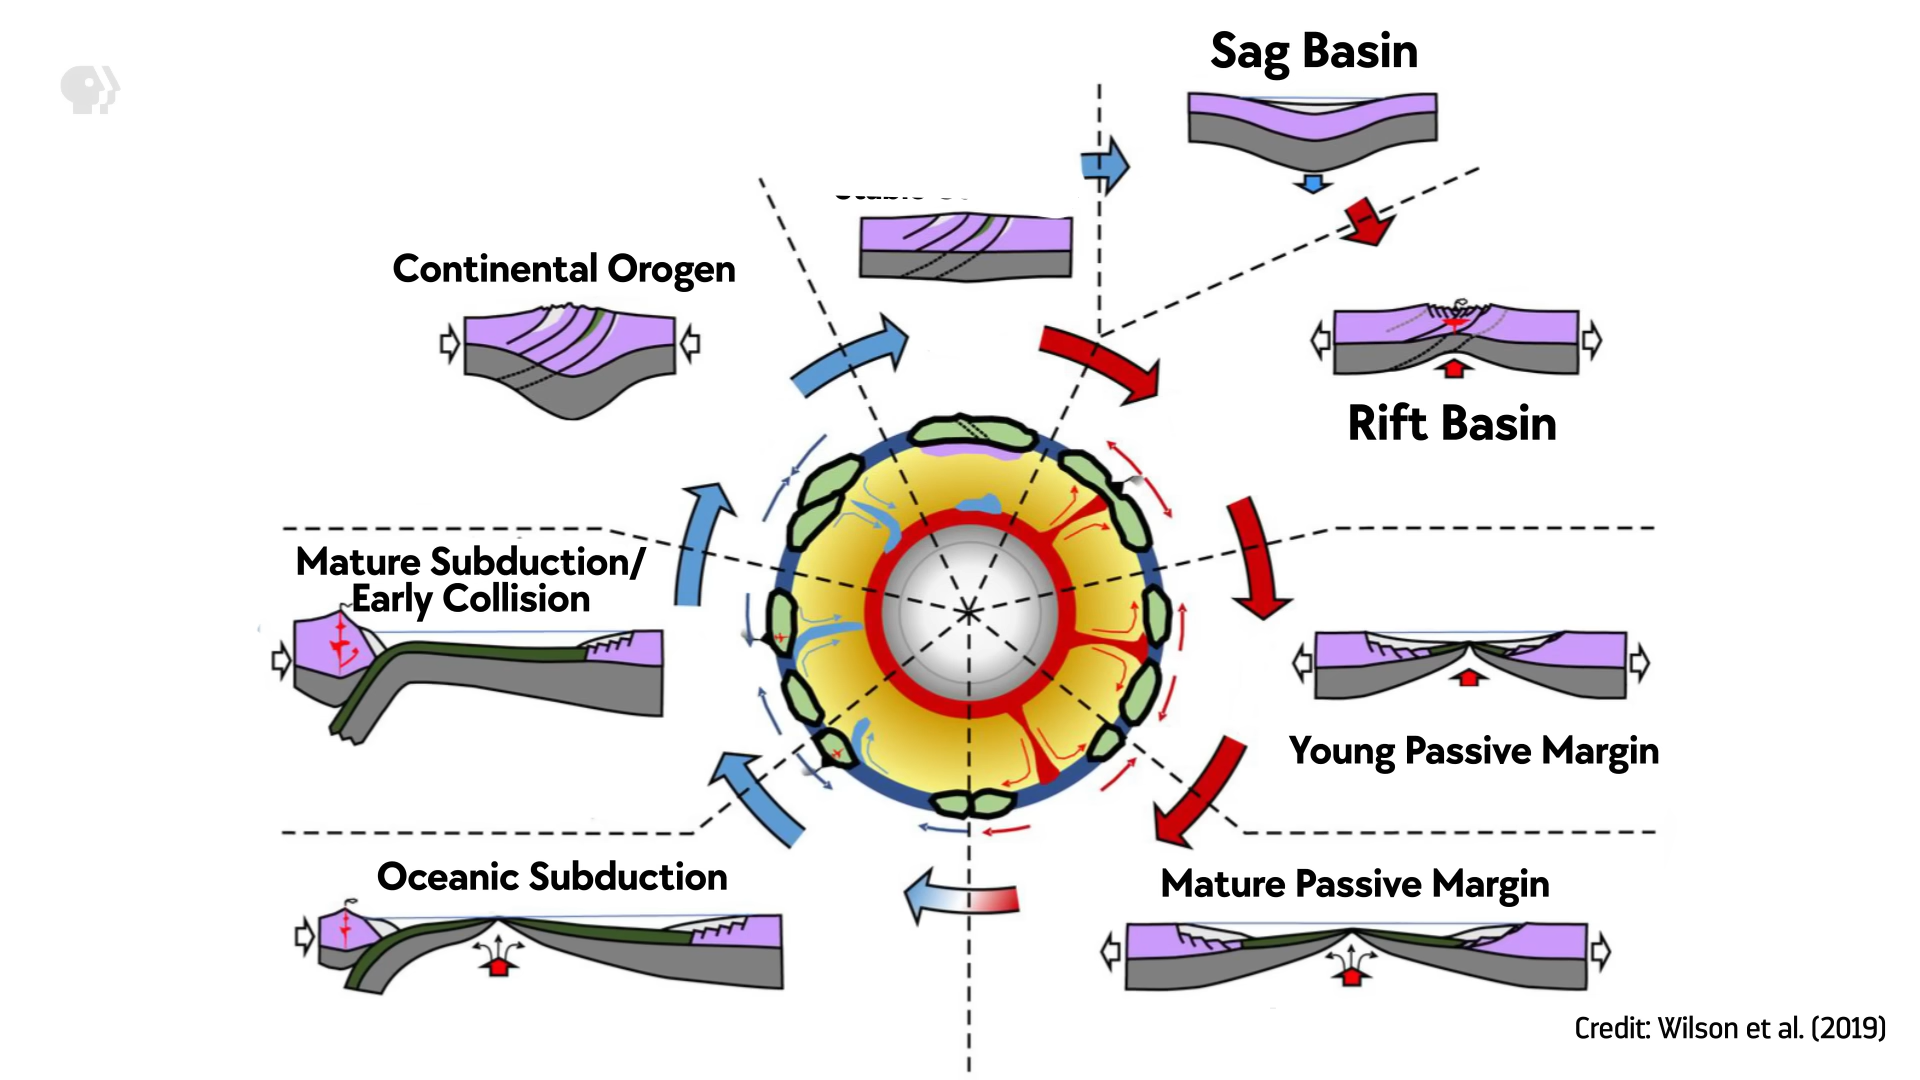 Sag Basin
Continental Orogen
Rift Basin
Mature Subduction/
Early Collision
Young Passive Margin
Oceanic Subduction
Mature Passive Margin
Credit: Wilson et al. (2019)